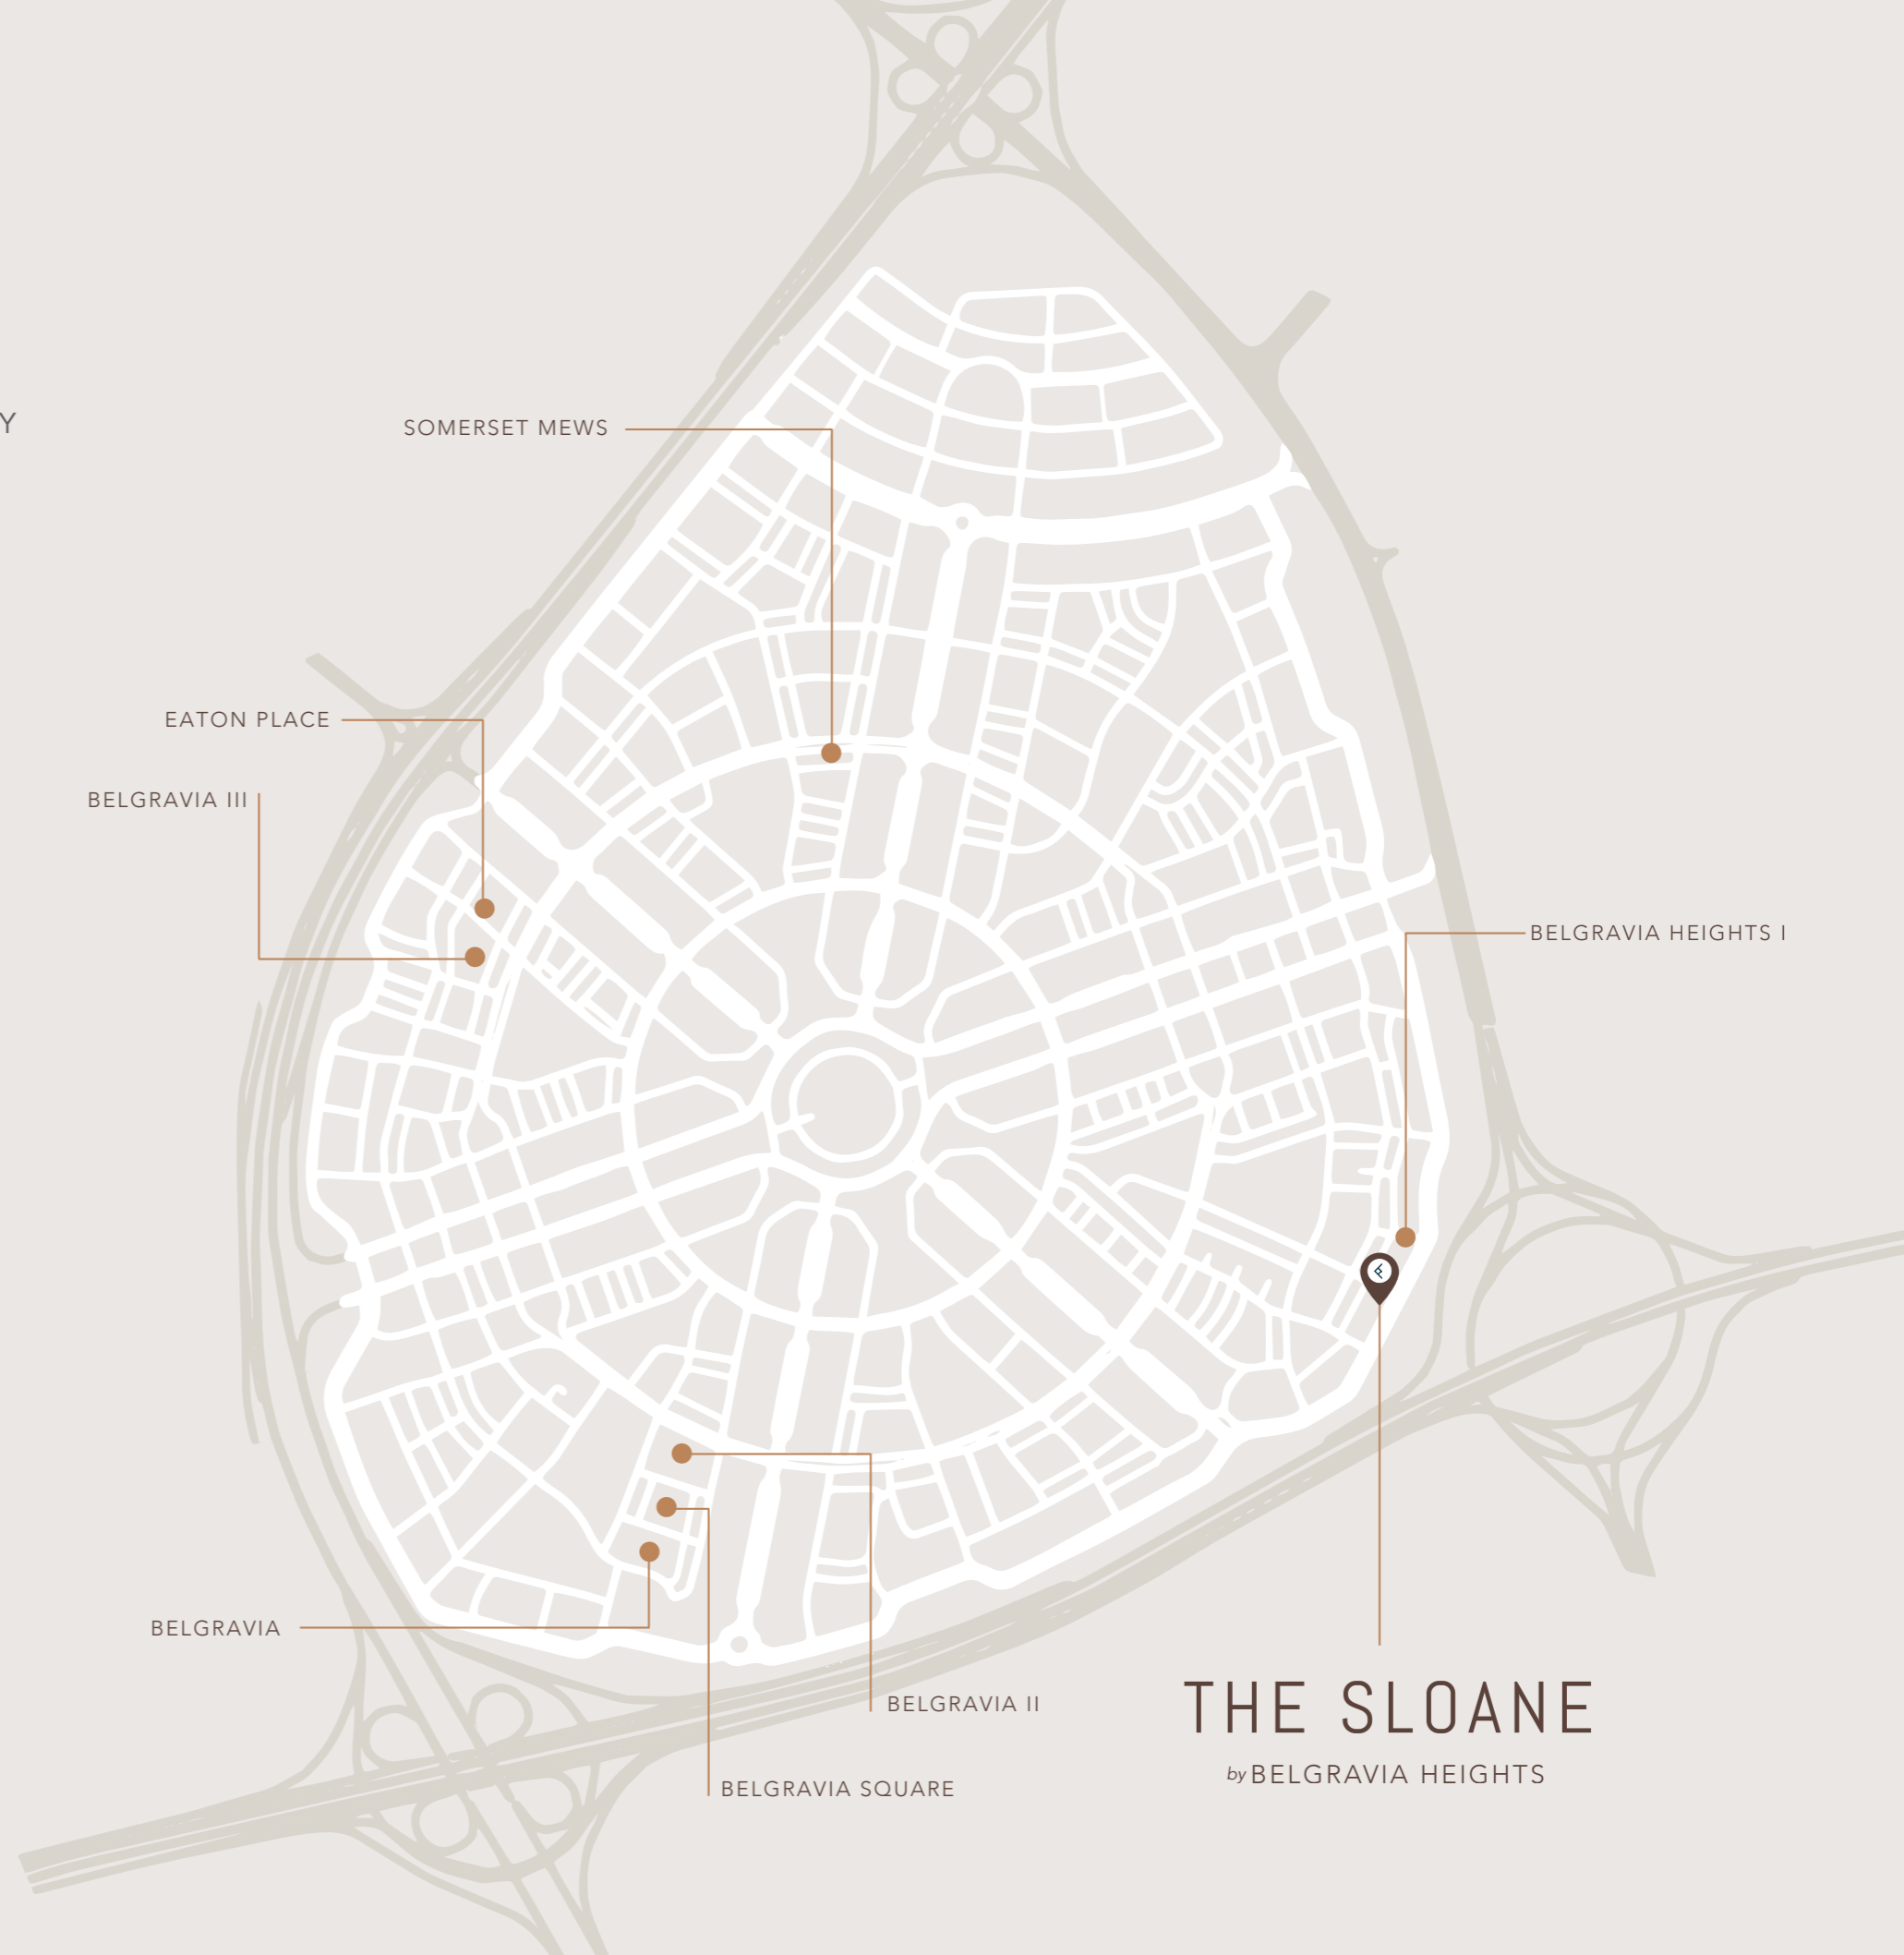 Y
SOMERSET MEWS
EATON PLACE
BELGRAVIA III
BELGRAVIA HEIGHTS I
BELGRAVIA
BELGRAVIA II
THE SLOANE
by BELGRAVIA HEIGHTS
BELGRAVIA SQUARE